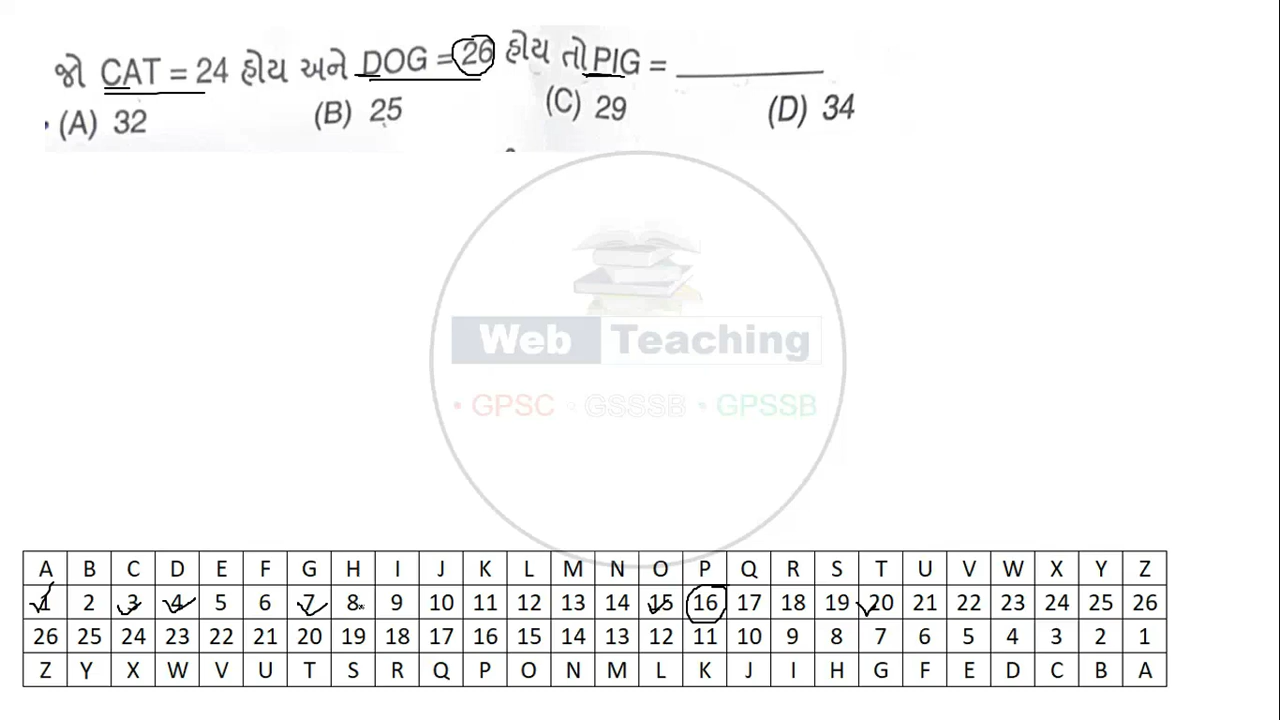 જો CAT = 24 હોય અને DOG = 26 હોય તો PIG = ________
(A) 32 (B) 25 (C) 29 (D) 34
Web Teaching
• GPSC • GSSSB • GPSSB
A B C D E F G H I J K L M N O P Q R S T U V W X Y Z
1 2 3 4 5 6 7 8 9 10 11 12 13 14 15 16 17 18 19 20 21 22 23 24 25 26
26 25 24 23 22 21 20 19 18 17 16 15 14 13 12 11 10 9 8 7 6 5 4 3 2 1
Z Y X W V U T S R Q P O N M L K J I H G F E D C B A